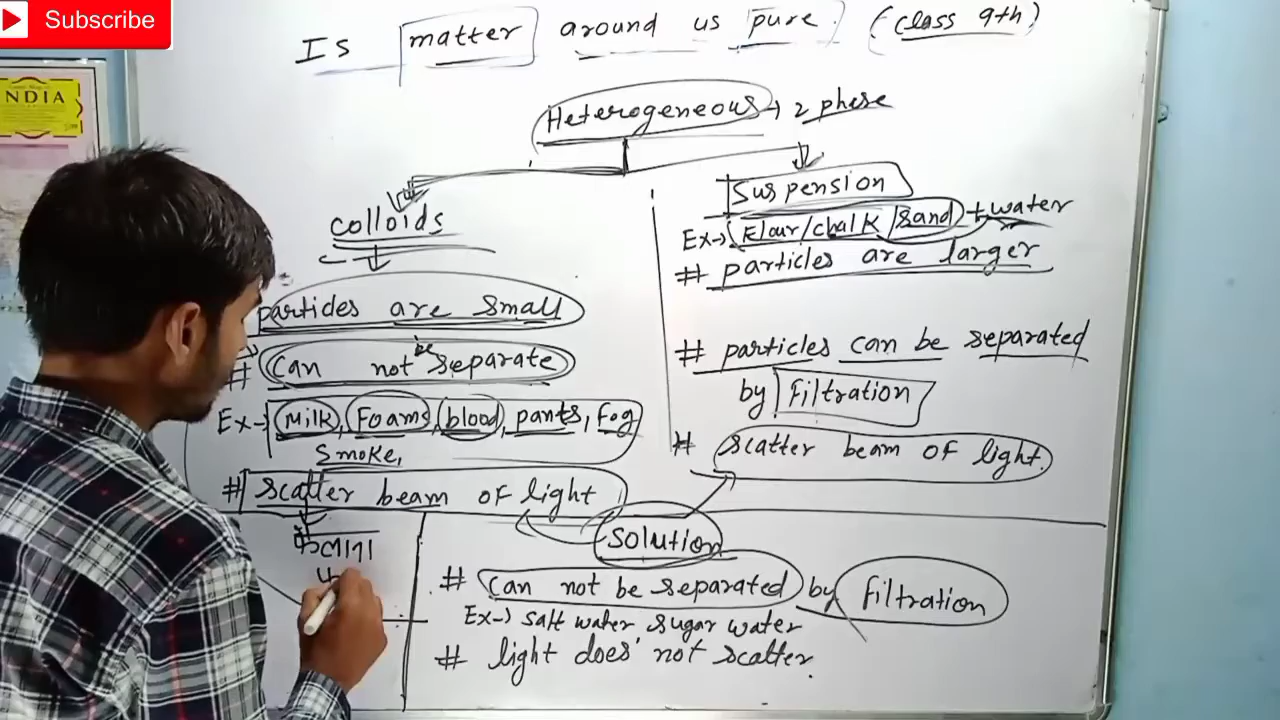 Subscribe
Is matter around us pure. (class 9th)
INDIA
Heterogeneous → 2 phase
colloids
particles are small
# can not be separate
Ex→ Milk, Foams, blood, pants, Fog
Smoke,
# scatter beam of light
फैलाना
Suspension
Ex→ Flour/chalk/sand + water
# particles are larger
# particles can be separated
by Filtration
# scatter beam of light.
Solution
# can not be separated by filtration
Ex→ salt water sugar water
# light does not scatter.